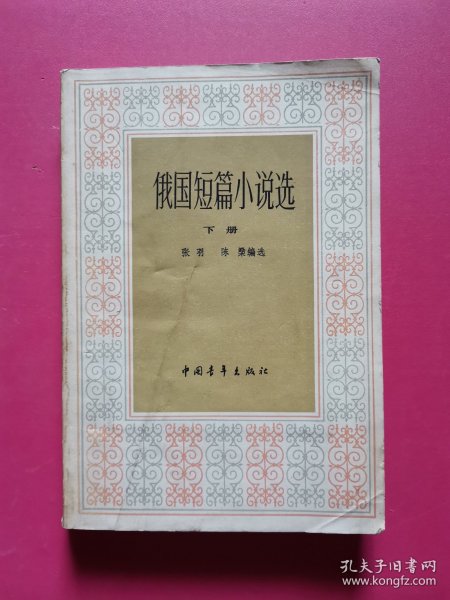 俄国短篇小说选
下册
张羽 陈燊编选
中国青年出版社
孔夫子旧书网
www.kongfz.com